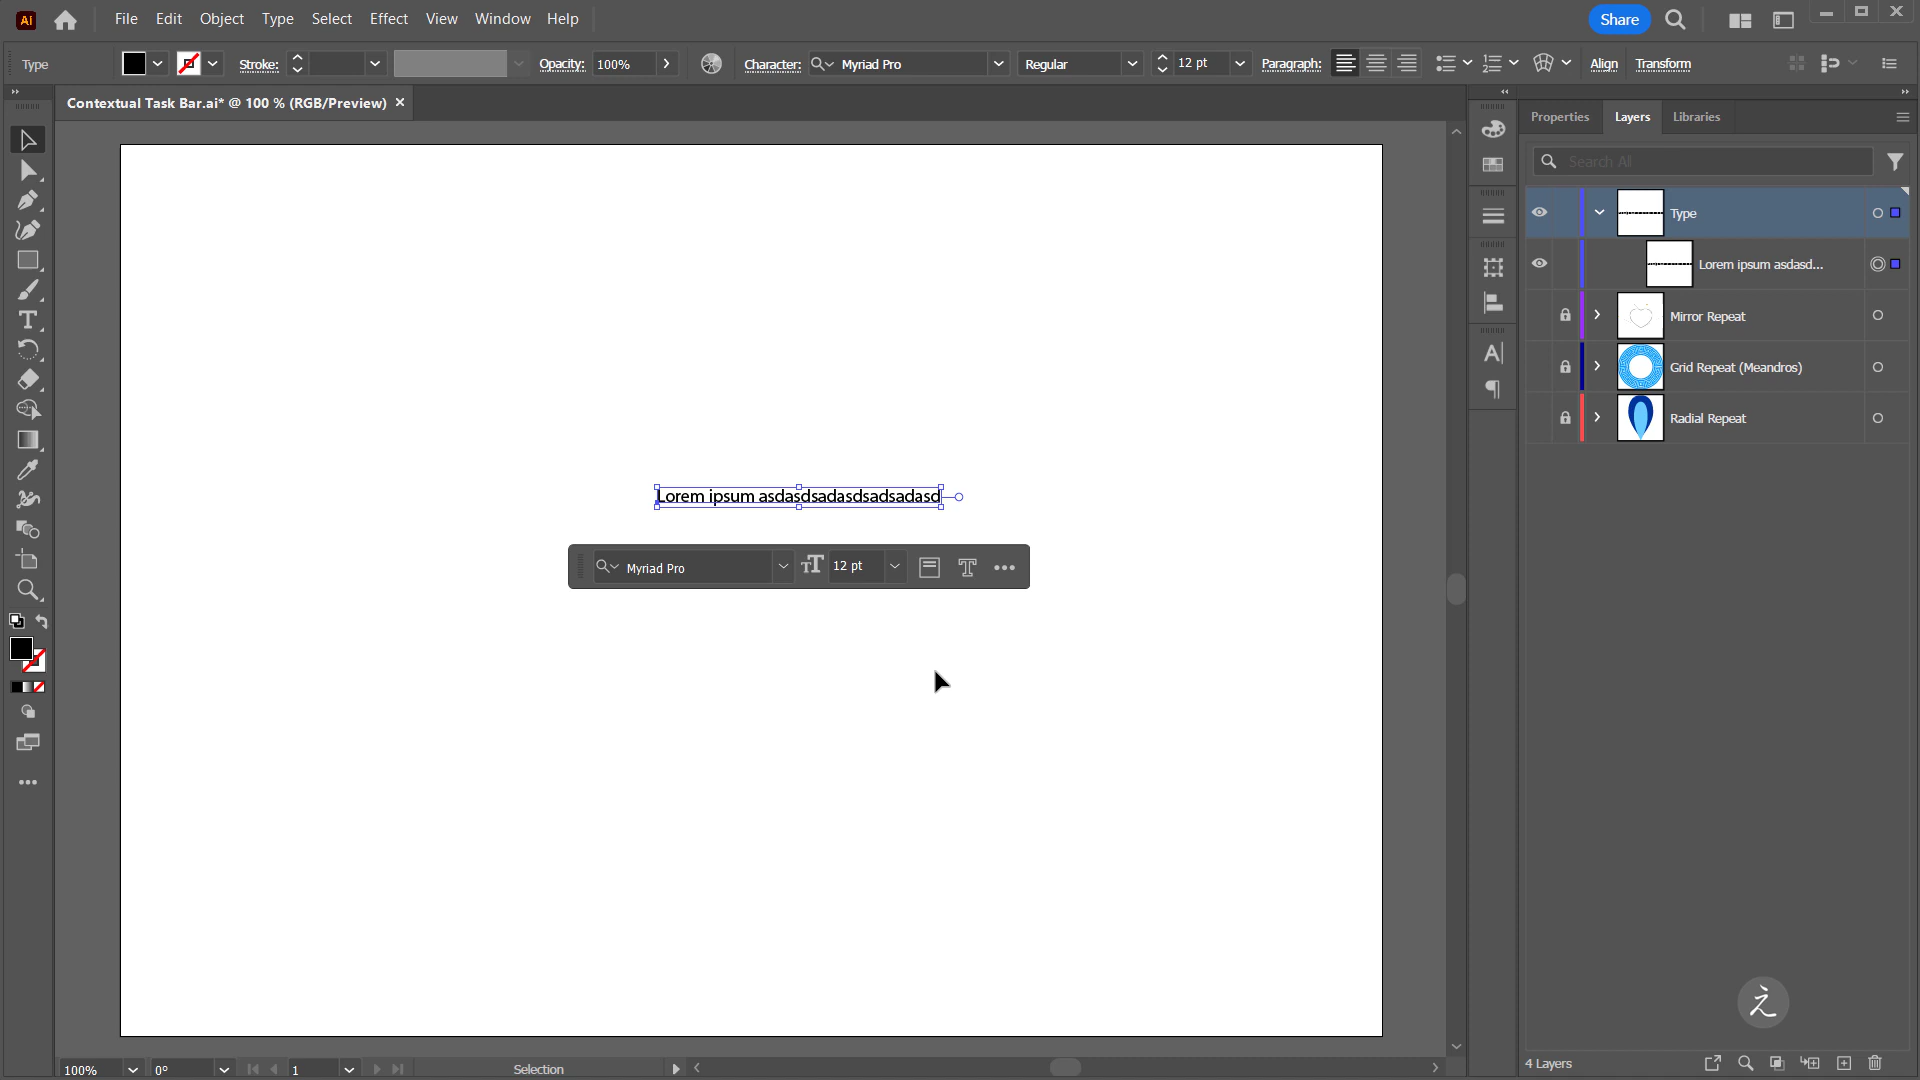 Ai File Edit Object Type Select Effect View Window Help Share
Type Stroke: Opacity: 100% Character: Myriad Pro Regular 12 pt Paragraph: Align Transform
Contextual Task Bar.ai* @ 100 % (RGB/Preview) ×
Properties Layers Libraries
Search All
Type
Lorem ipsum asdasd...
Mirror Repeat
Grid Repeat (Meandros)
Radial Repeat
Lorem ipsum asdasdsadasdsadsadasd
Myriad Pro 12 pt
4 Layers
100% 0° 1 Selection